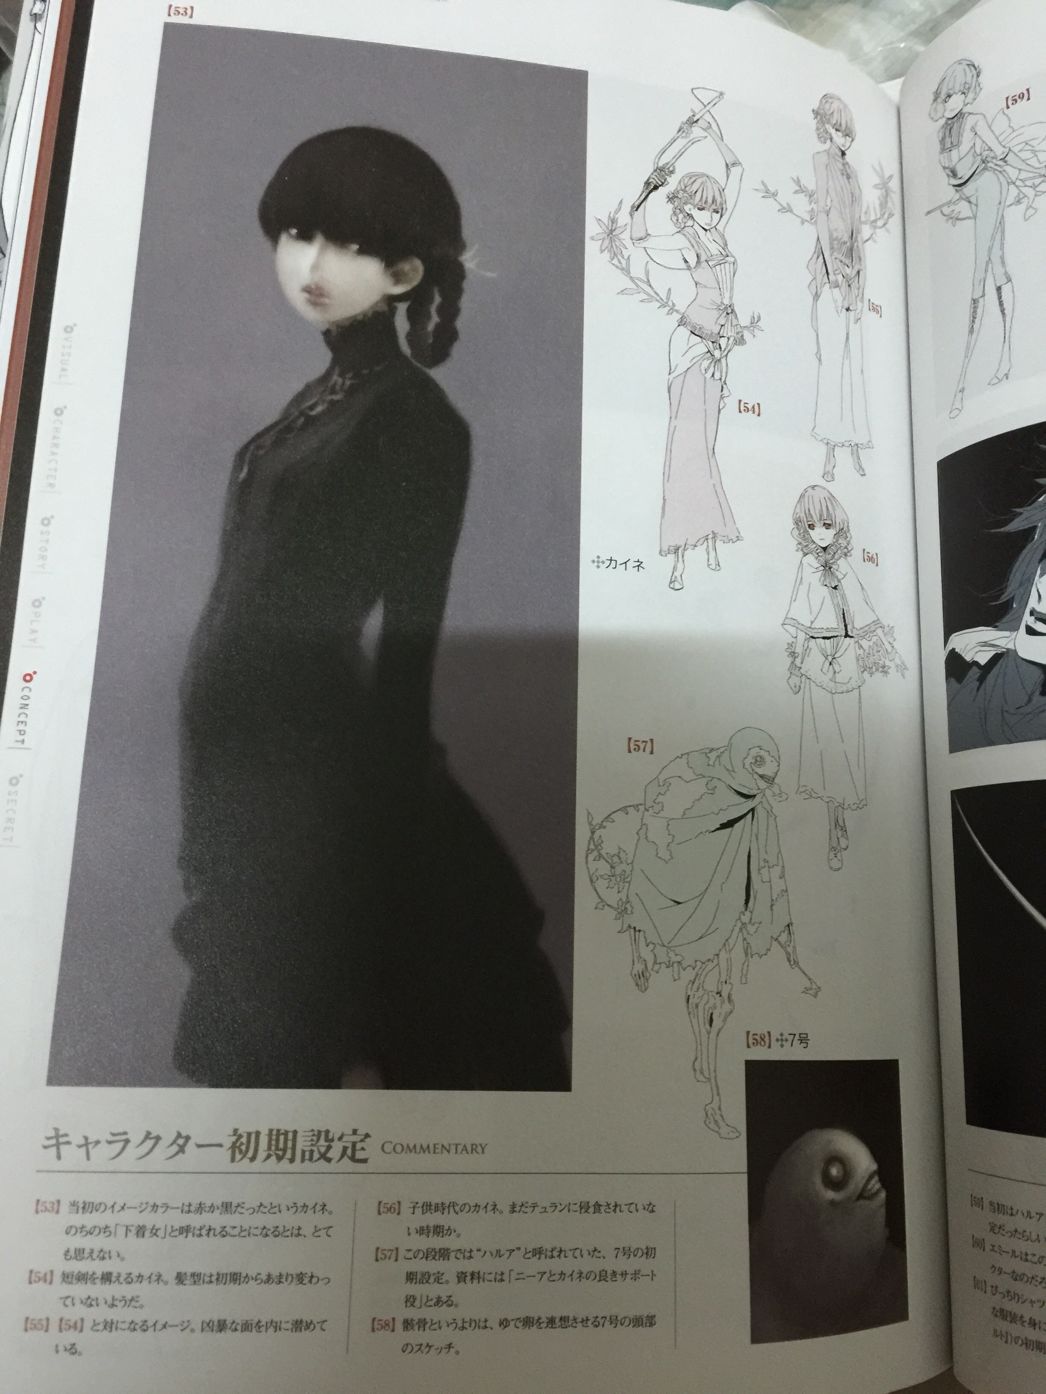 【53】
【59】
【55】
【54】
VISUAL
CHARACTER
STORY
PLAY
CONCEPT
SECRET
カイネ
【56】
【57】
【58】 7号
キャラクター初期設定 COMMENTARY
【53】 当初のイメージカラーは赤か黒だったというカイネ。
のちのち「下着女」と呼ばれることになるとは、とて
も思えない。
【54】 短剣を構えるカイネ。髪型は初期からあまり変わっ
ていないようだ。
【55】【54】と対になるイメージ。凶暴な面を内に潜めて
いる。
【56】 子供時代のカイネ。まだテュランに侵食されていな
い時期か。
【57】 この段階では“ハルア”と呼ばれていた、7号の初
期設定。資料には「ニーアとカイネの良きサポート
役」とある。
【58】 骸骨というよりは、ゆで卵を連想させる7号の頭部
のスケッチ。
【59】 当初はハルア
定だったらしい
【60】 エミールはこの
クターなのだろ
【61】 ぴっちりシャツ
な服装を身に
の初期